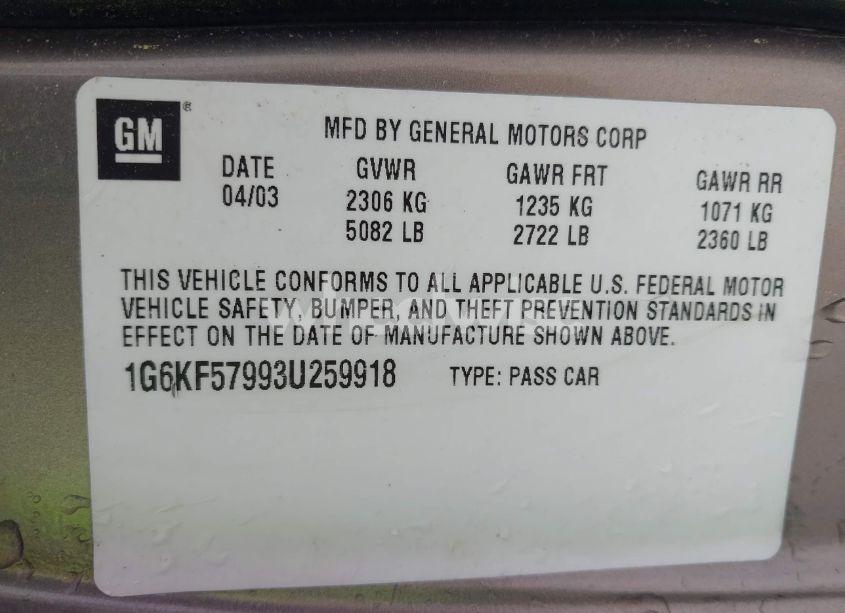 GM ®
MFD BY GENERAL MOTORS CORP
DATE GVWR GAWR FRT GAWR RR
04/03 2306 KG 1235 KG 1071 KG
5082 LB 2722 LB 2360 LB
THIS VEHICLE CONFORMS TO ALL APPLICABLE U.S. FEDERAL MOTOR
VEHICLE SAFETY, BUMPER, AND THEFT PREVENTION STANDARDS IN
EFFECT ON THE DATE OF MANUFACTURE SHOWN ABOVE.
1G6KF57993U259918 TYPE: PASS CAR